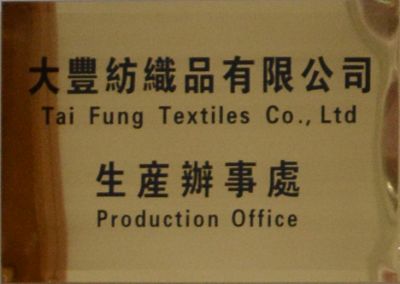 大豐紡織品有限公司
Tai Fung Textiles Co., Ltd
生産辦事處
Production Office